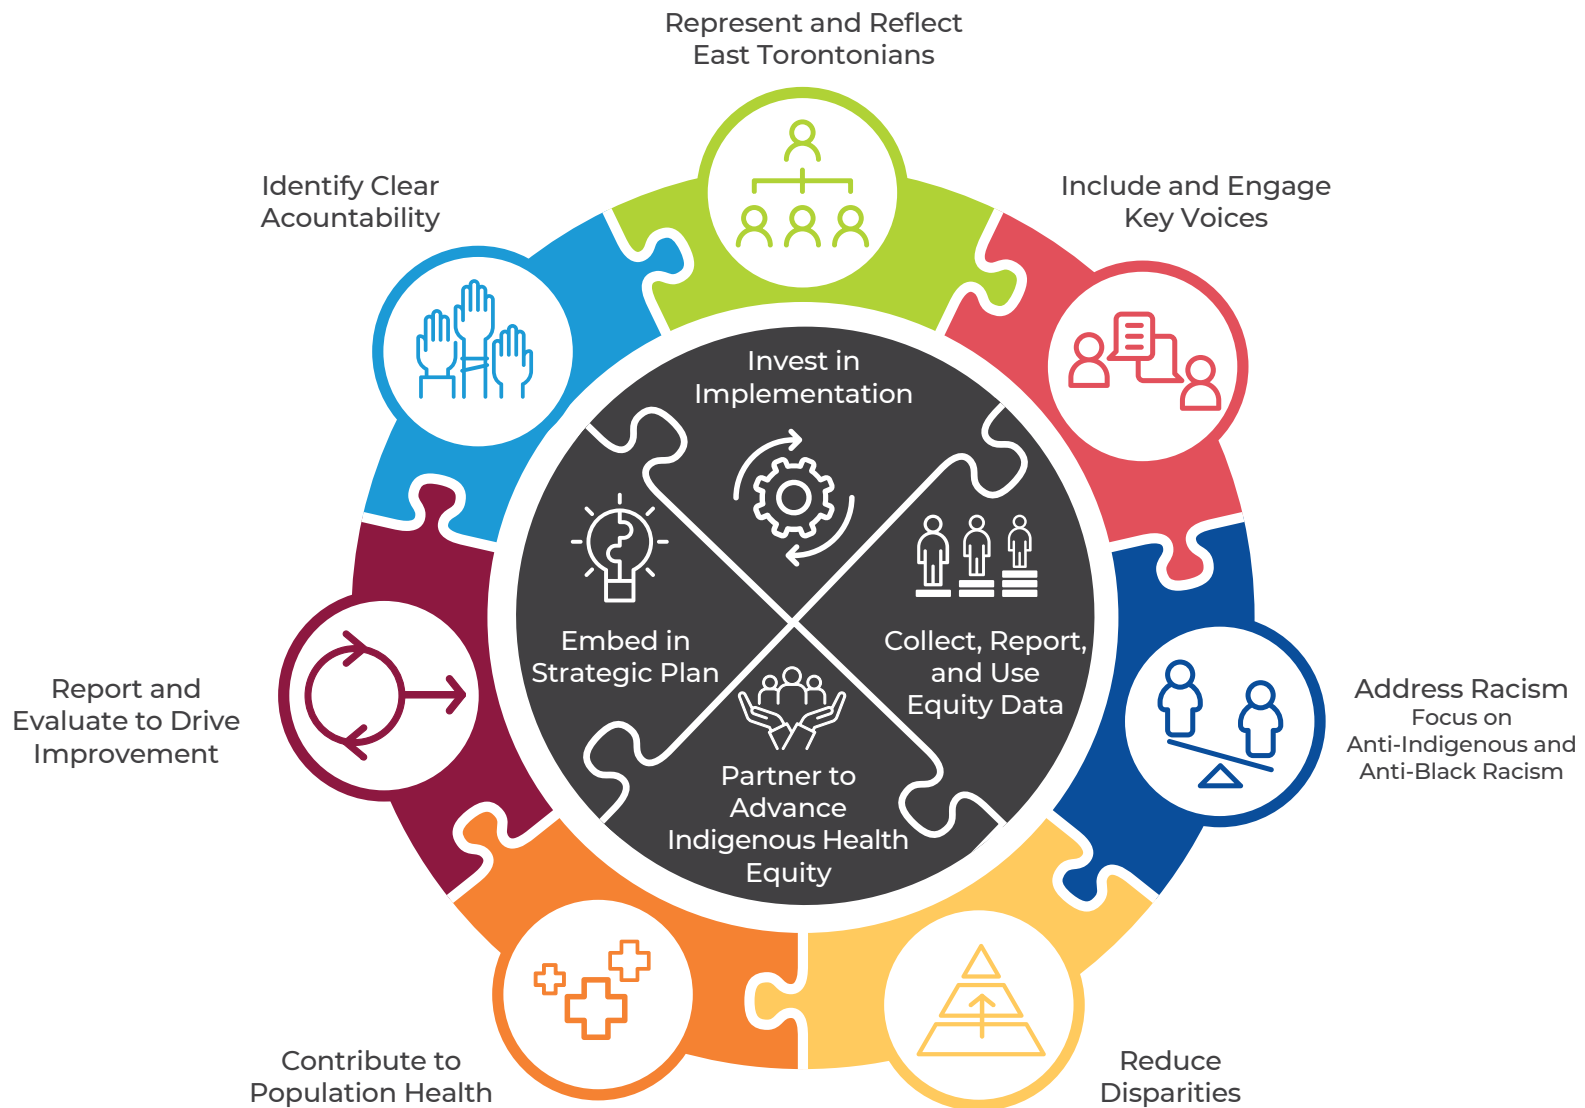 Represent and Reflect
East Torontonians
Identify Clear
Acountability
Include and Engage
Key Voices
Invest in
Implementation
Embed in
Strategic Plan
Collect, Report,
and Use
Equity Data
Partner to
Advance
Indigenous Health
Equity
Report and
Evaluate to Drive
Improvement
Address Racism
Focus on
Anti-Indigenous and
Anti-Black Racism
Contribute to
Population Health
Reduce
Disparities